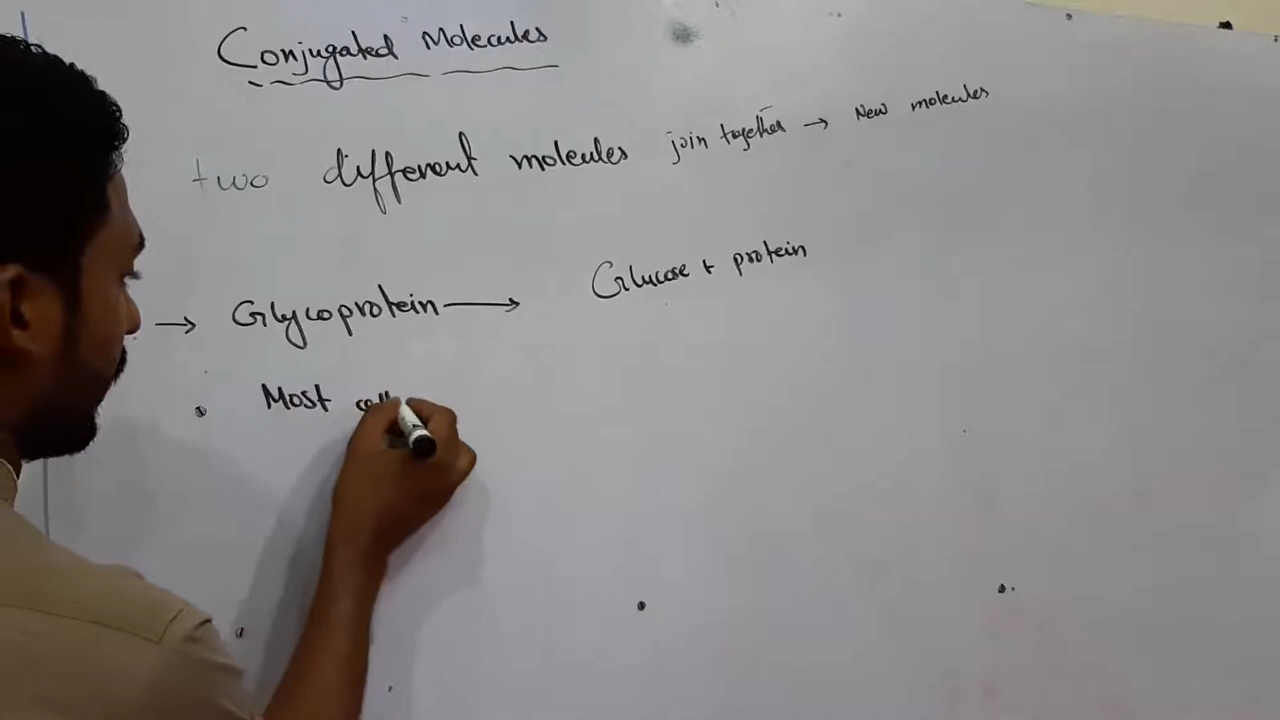 Conjugated Molecules
two different molecules join together → New molecules
→ Glycoprotein → Glucose + protein
• Most